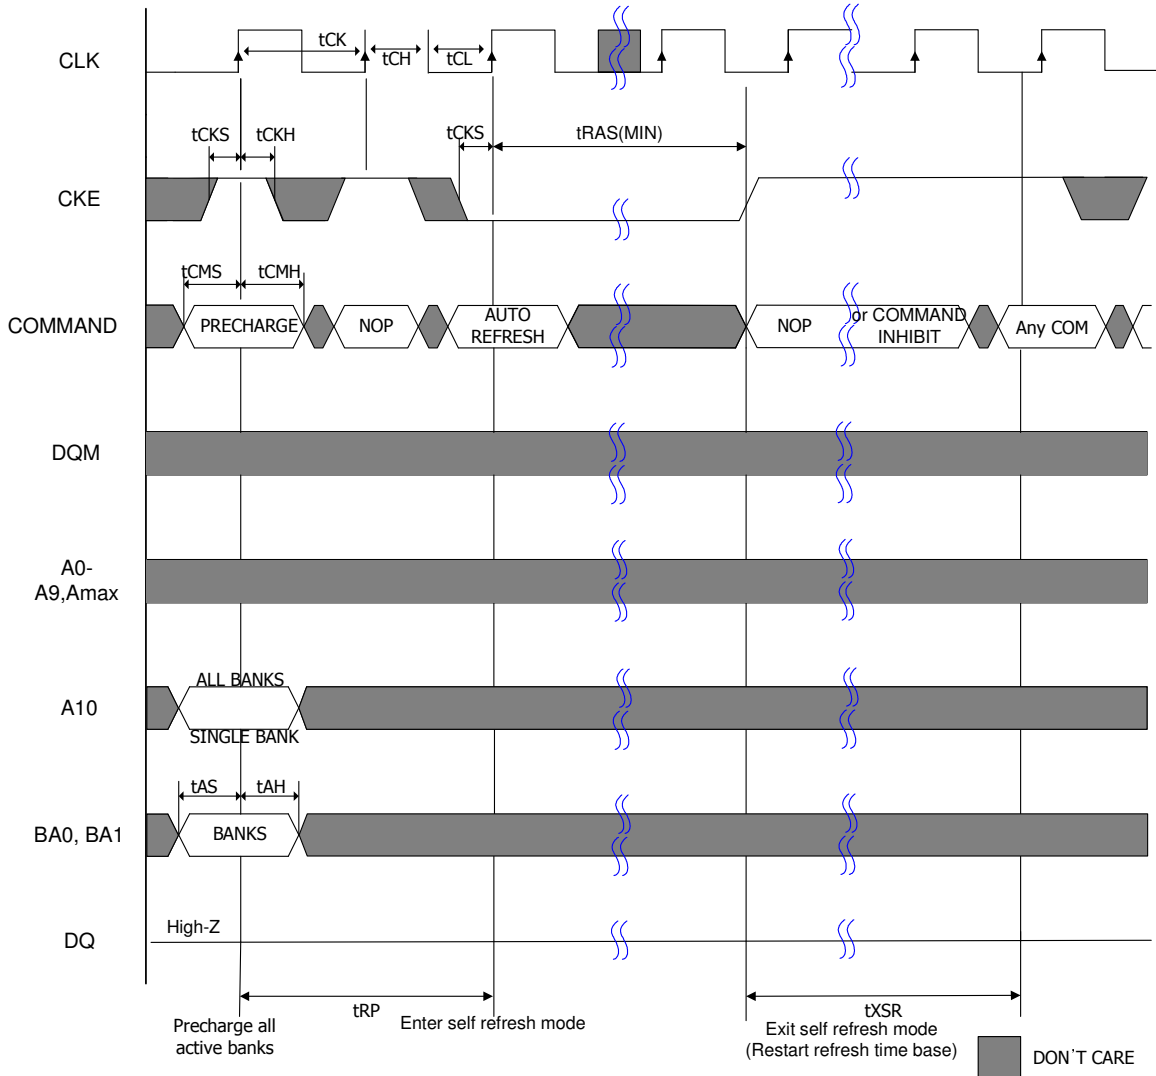 CLK
tCK
tCH
tCL
tCKS
tCKH
tCKS
tRAS(MIN)
CKE
tCMS
tCMH
COMMAND
PRECHARGE
NOP
AUTO
REFRESH
NOP
or COMMAND
INHIBIT
Any COM
DQM
A0-
A9,Amax
A10
ALL BANKS
SINGLE BANK
tAS
tAH
BA0, BA1
BANKS
DQ
High-Z
tRP
tXSR
Precharge all
active banks
Enter self refresh mode
Exit self refresh mode
(Restart refresh time base)
DON'T CARE